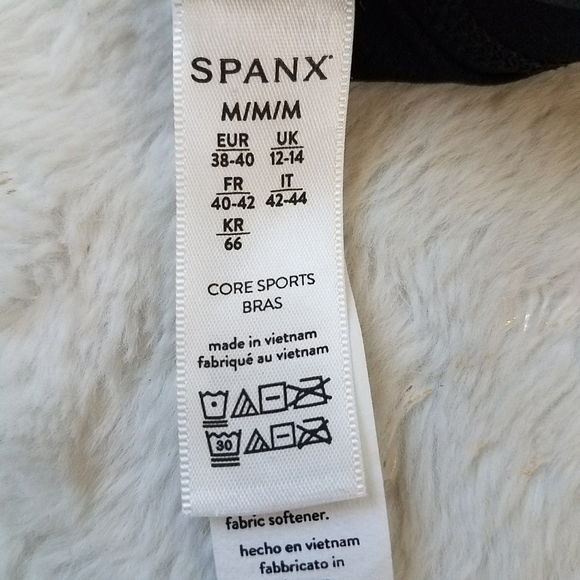 SPANX
M/M/M
EUR UK
38-40 12-14
FR IT
40-42 42-44
KR
66
CORE SPORTS
BRAS
made in vietnam
fabriqué au vietnam
30
fabric softener.
hecho en vietnam
fabbricato in